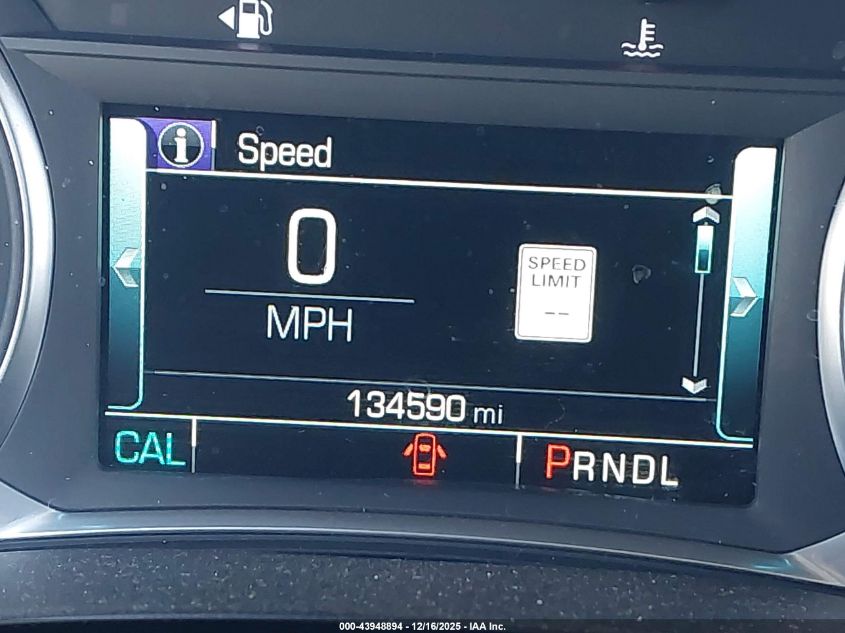 Speed
0
MPH
SPEED
LIMIT
--
134590 mi
CAL
PRNDL
000-43948894 - 12/16/2025 - IAA Inc.